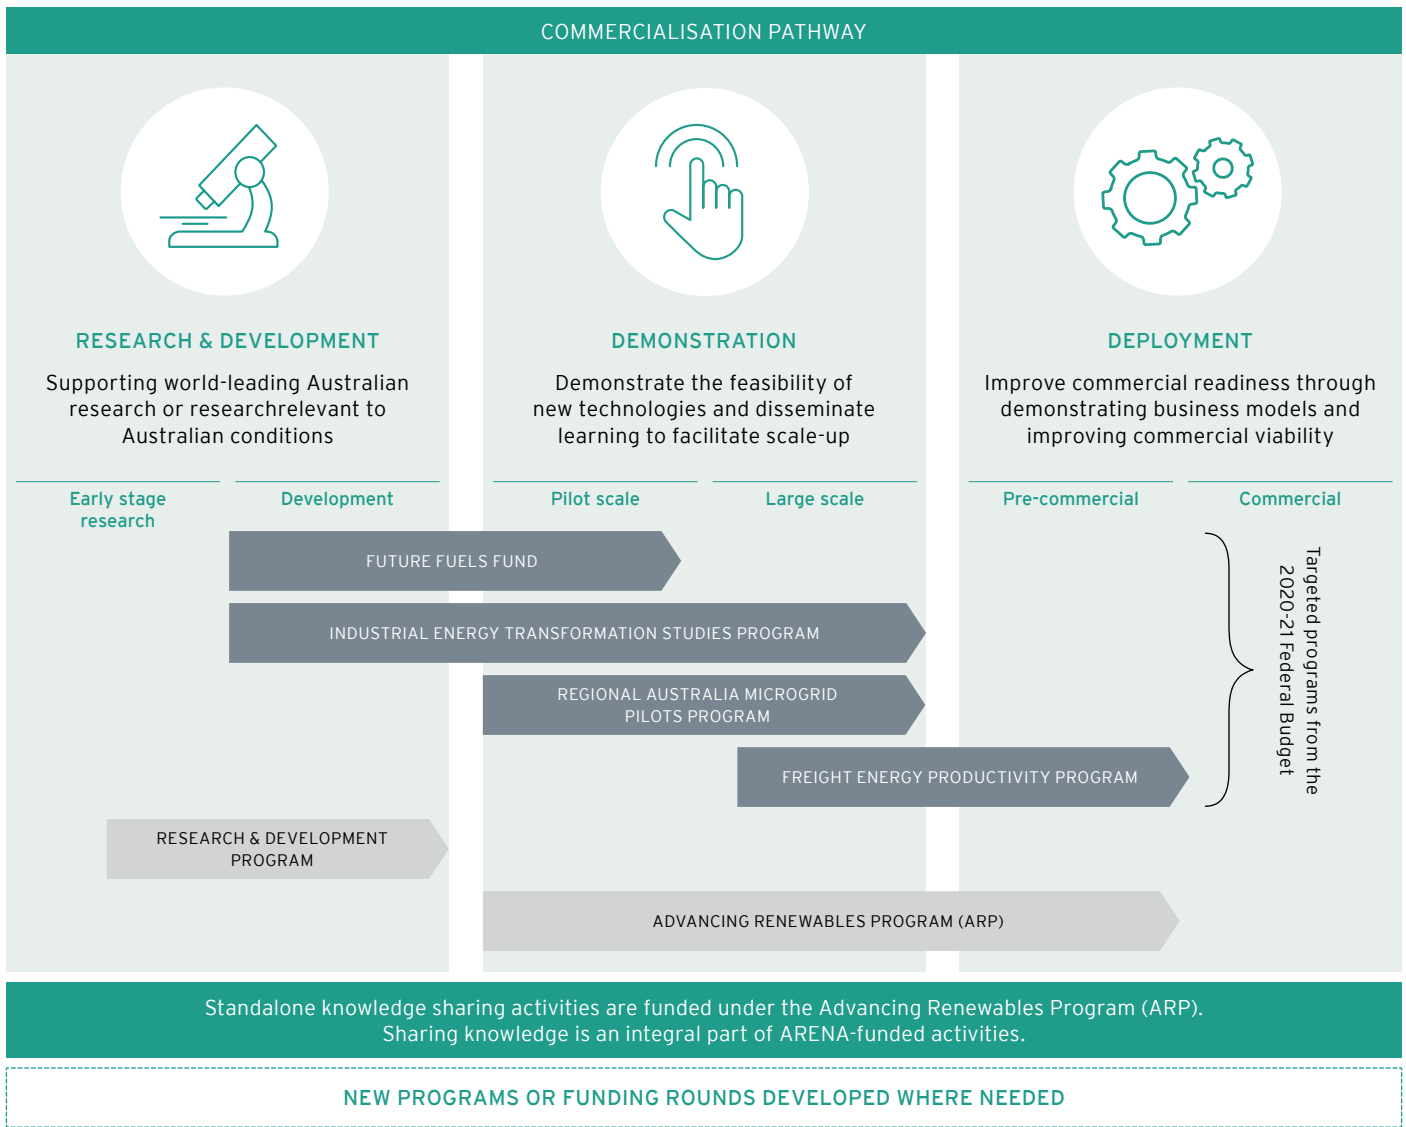 COMMERCIALISATION PATHWAY
RESEARCH & DEVELOPMENT
Supporting world-leading Australian
research or researchrelevant to
Australian conditions
Early stage
research
Development
DEMONSTRATION
Demonstrate the feasibility of
new technologies and disseminate
learning to facilitate scale-up
Pilot scale
Large scale
DEPLOYMENT
Improve commercial readiness through
demonstrating business models and
improving commercial viability
Pre-commercial
Commercial
FUTURE FUELS FUND
INDUSTRIAL ENERGY TRANSFORMATION STUDIES PROGRAM
REGIONAL AUSTRALIA MICROGRID
PILOTS PROGRAM
FREIGHT ENERGY PRODUCTIVITY PROGRAM
Targeted programs from the
2020-21 Federal Budget
RESEARCH & DEVELOPMENT
PROGRAM
ADVANCING RENEWABLES PROGRAM (ARP)
Standalone knowledge sharing activities are funded under the Advancing Renewables Program (ARP).
Sharing knowledge is an integral part of ARENA-funded activities.
NEW PROGRAMS OR FUNDING ROUNDS DEVELOPED WHERE NEEDED